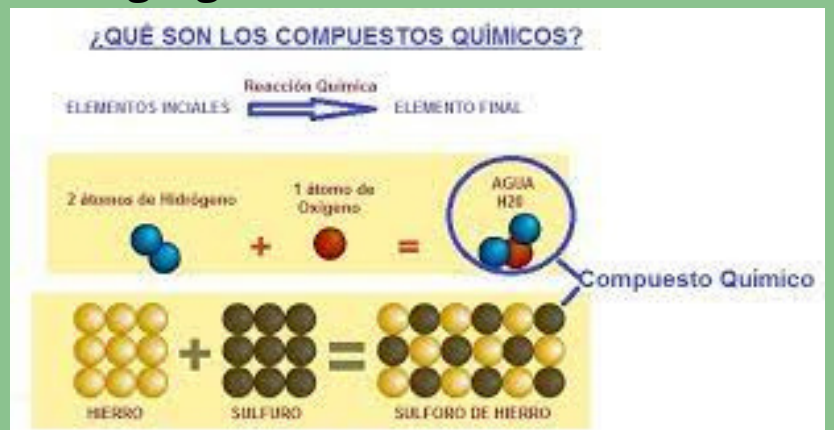 ¿QUÉ SON LOS COMPUESTOS QUÍMICOS?
Reacción Química
ELEMENTOS INCIALES
ELEMENTO FINAL
2 átomos de Hidrógeno
1 átomo de
Oxígeno
AGUA
H20
Compuesto Químico
HIERRO
SULFURO
SULFORO DE HIERRO